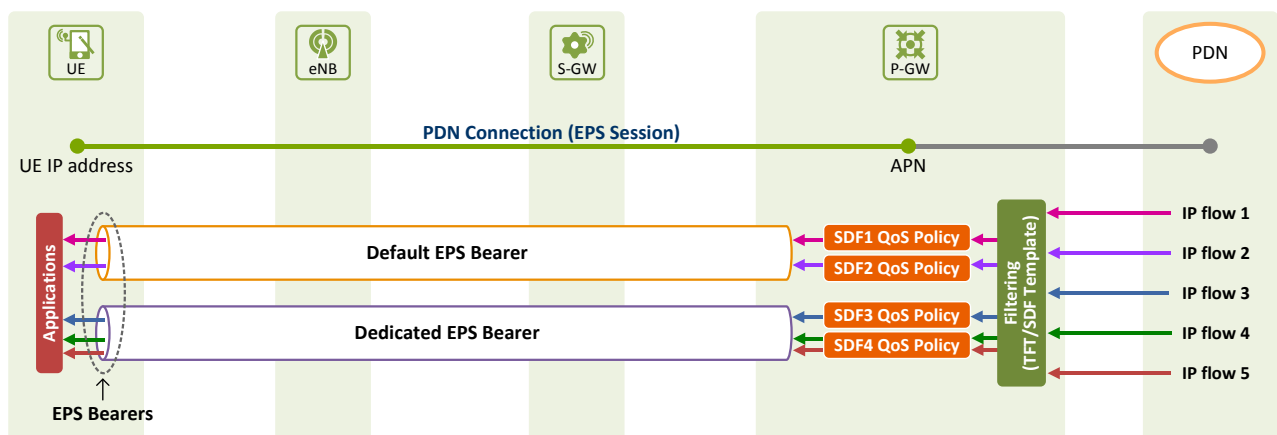 UE
eNB
S-GW
P-GW
PDN
PDN Connection (EPS Session)
UE IP address
APN
Applications
Default EPS Bearer
Dedicated EPS Bearer
EPS Bearers
SDF1 QoS Policy
SDF2 QoS Policy
SDF3 QoS Policy
SDF4 QoS Policy
Filtering
(TFT/SDF Template)
IP flow 1
IP flow 2
IP flow 3
IP flow 4
IP flow 5